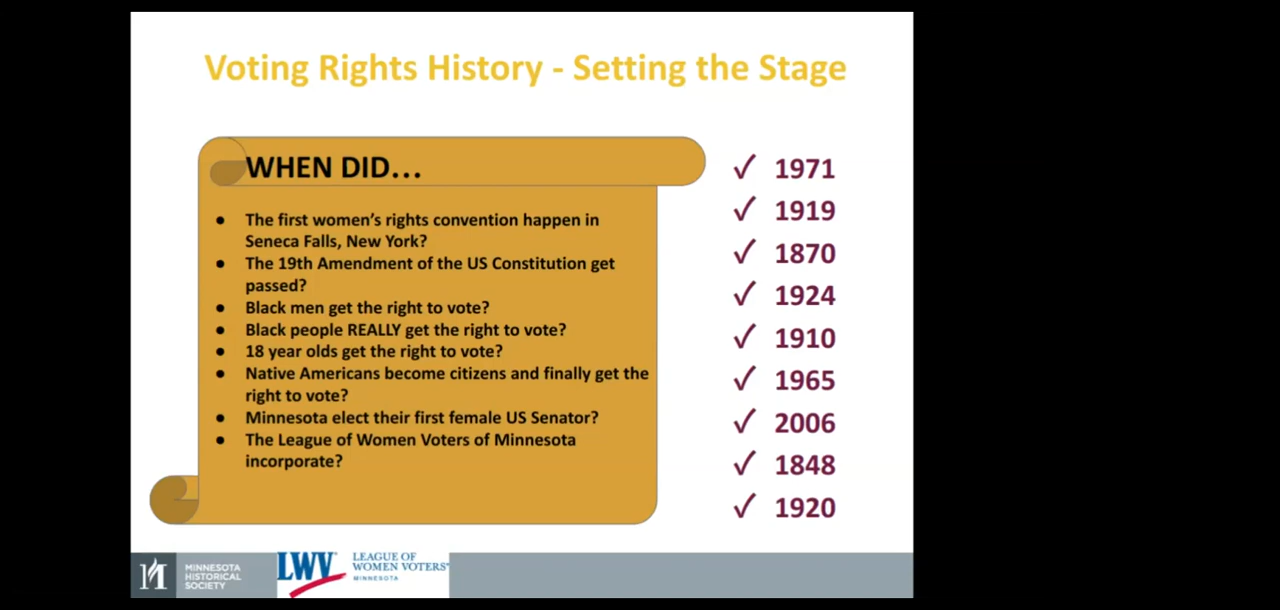 Voting Rights History - Setting the Stage
WHEN DID...
● The first women's rights convention happen in
Seneca Falls, New York?
● The 19th Amendment of the US Constitution get
passed?
● Black men get the right to vote?
● Black people REALLY get the right to vote?
● 18 year olds get the right to vote?
● Native Americans become citizens and finally get the
right to vote?
● Minnesota elect their first female US Senator?
● The League of Women Voters of Minnesota
incorporate?
✓ 1971
✓ 1919
✓ 1870
✓ 1924
✓ 1910
✓ 1965
✓ 2006
✓ 1848
✓ 1920
MINNESOTA
HISTORICAL
SOCIETY
LWV
LEAGUE OF
WOMEN VOTERS®
MINNESOTA